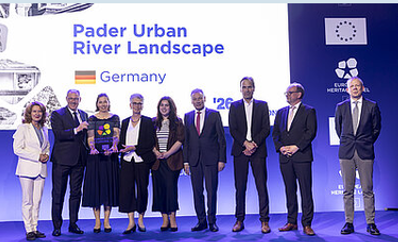 Pader Urban
River Landscape
Germany
'26
EUROPEAN
HERITAGE LABEL